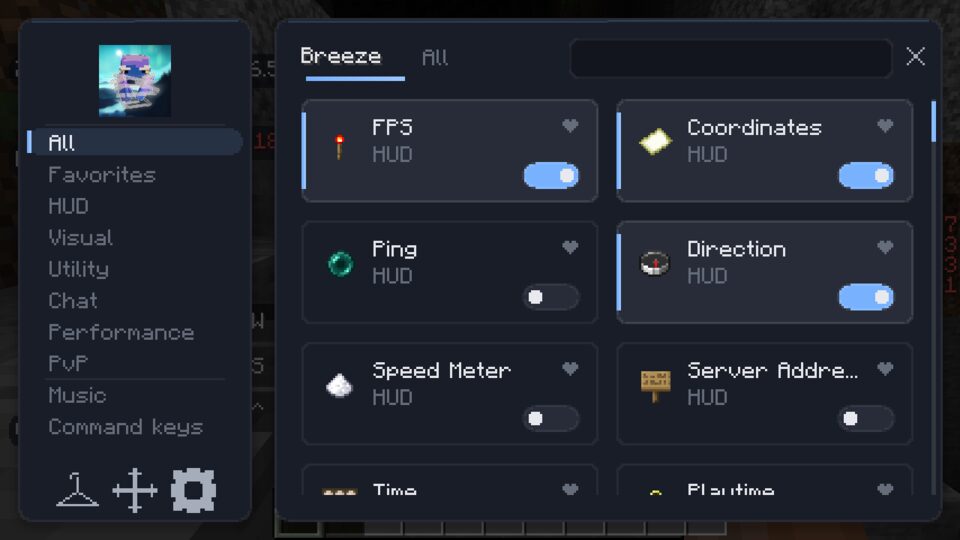 Breeze All
All
Favorites
HUD
Visual
Utility
Chat
Performance
PvP
Music
Command keys
FPS
HUD
Coordinates
HUD
Ping
HUD
Direction
HUD
Speed Meter
HUD
Server Addre...
HUD
Time
Playtime